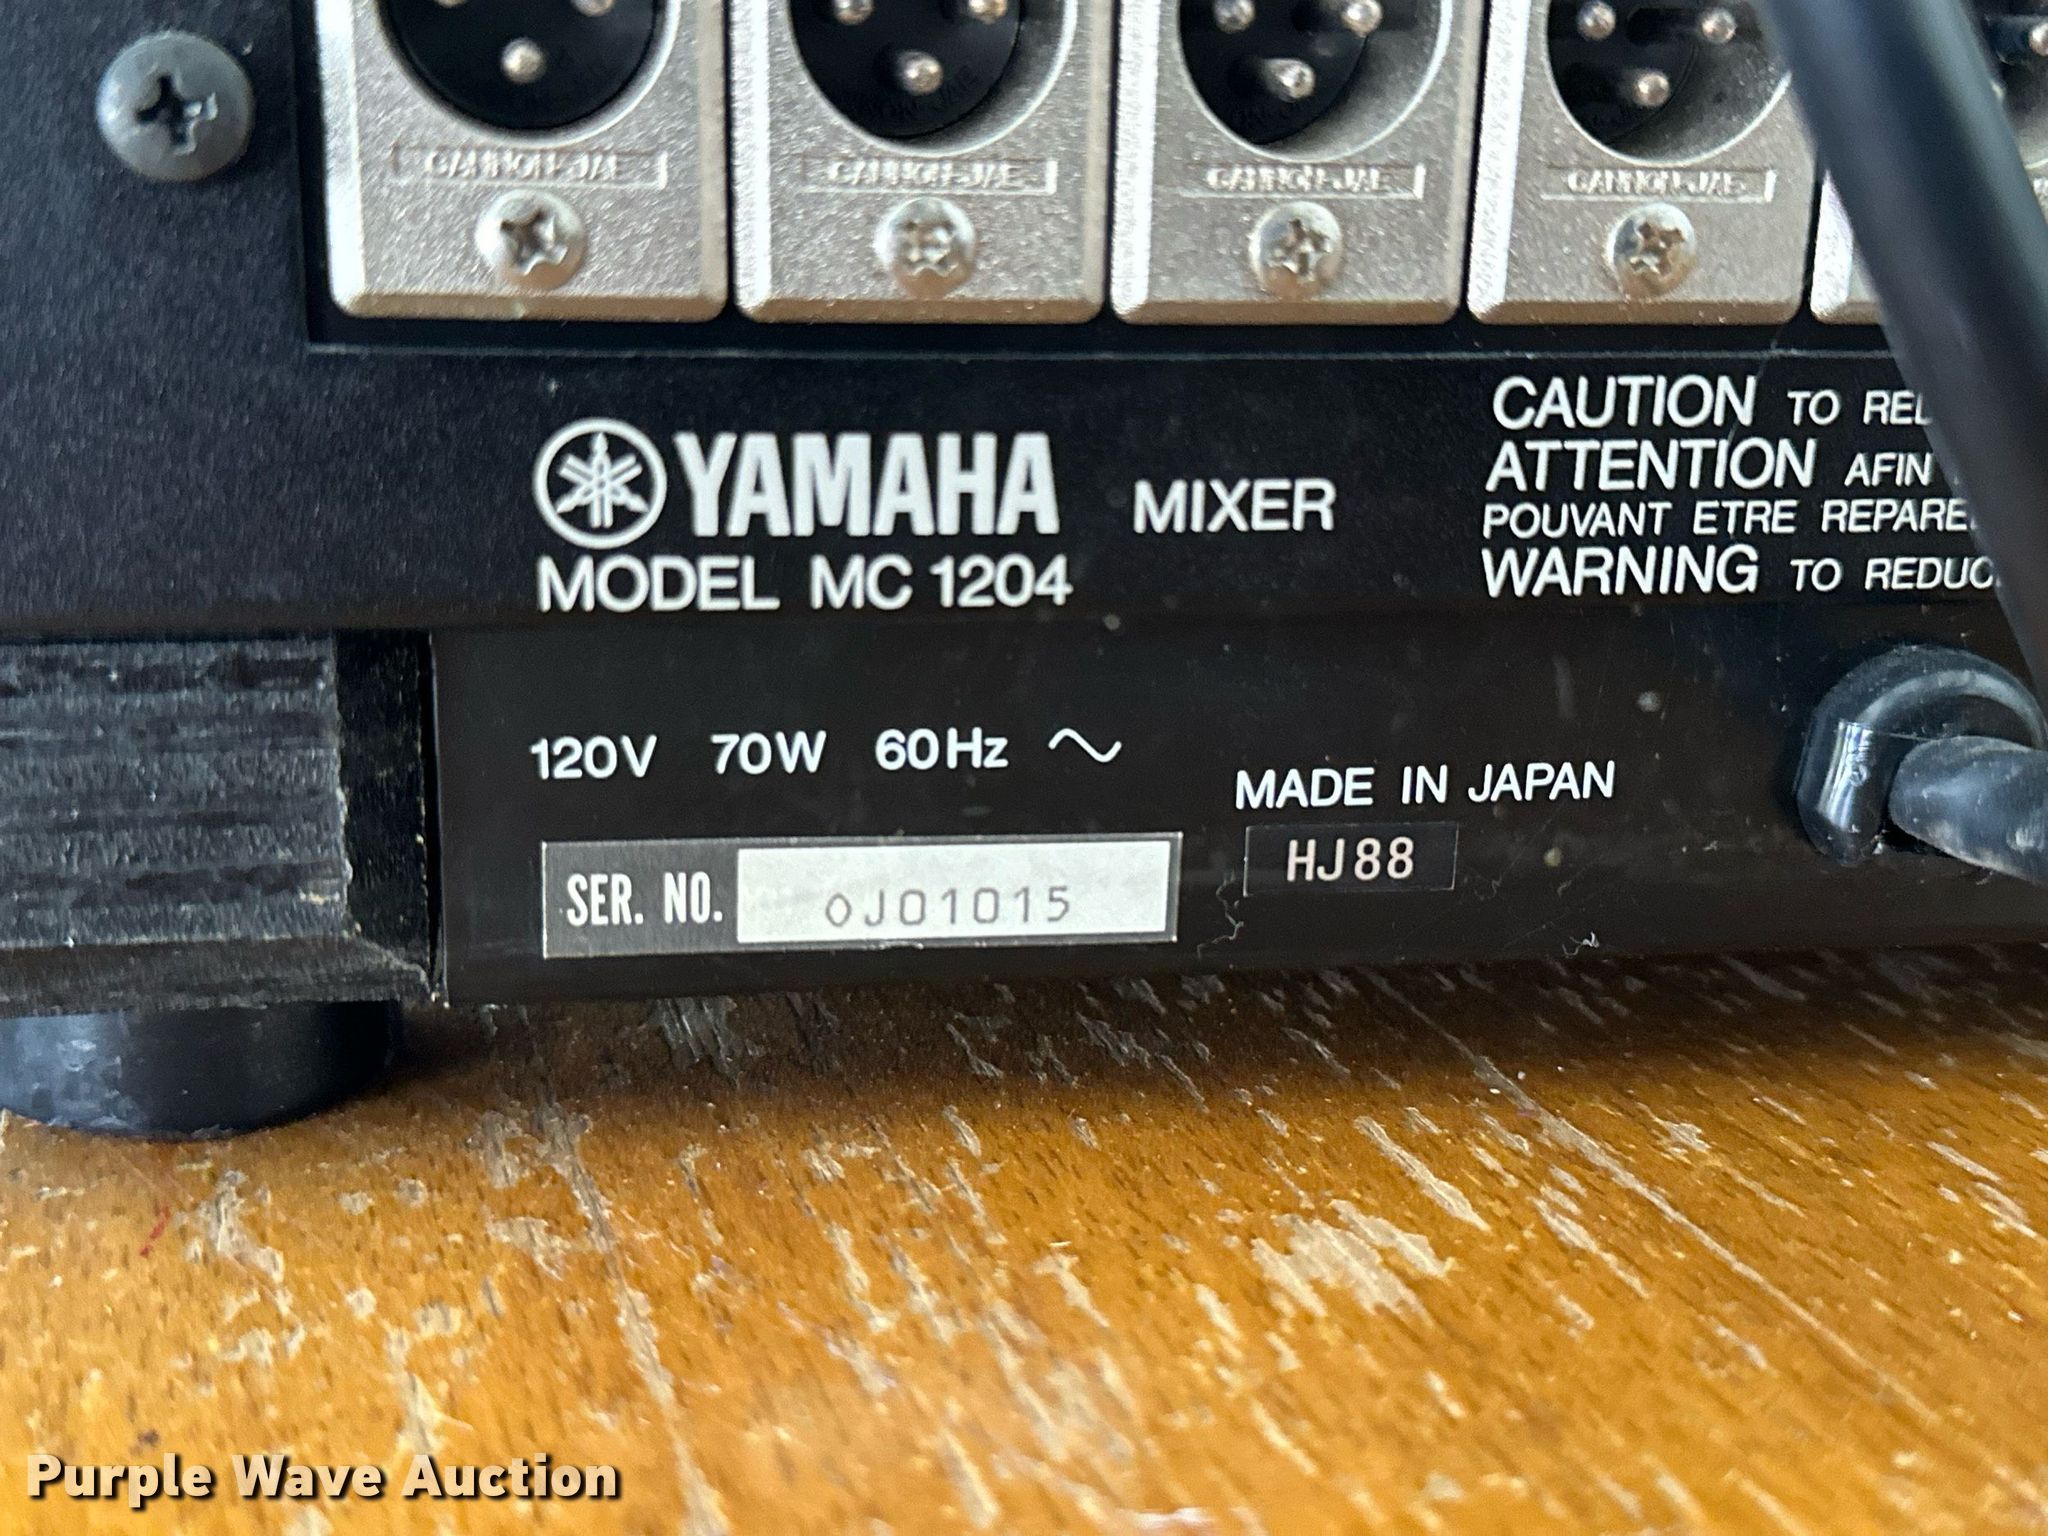 CANNON-JAE CANNON-JAE CANNON-JAE CANNON-JAE
YAMAHA MIXER
MODEL MC 1204
CAUTION TO
ATTENTION AFIN
POUVANT ETRE
WARNING TO
120V 70W 60Hz ~
MADE IN JAPAN
HJ88
SER. NO. OJ01015
Purple Wave Auction